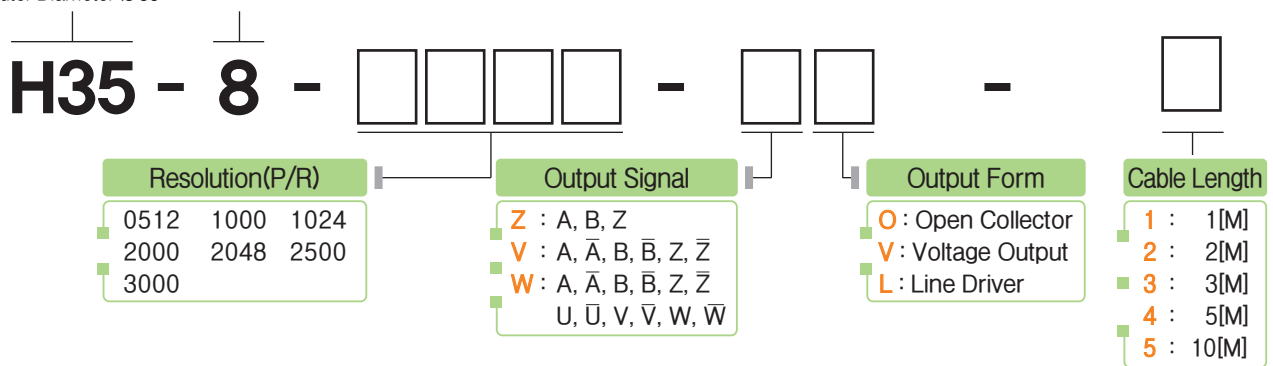 H35 - 8 - □□□□ - □□ - □
Resolution(P/R)
0512 1000 1024
2000 2048 2500
3000
Output Signal
Z : A, B, Z
V : A, A̅, B, B̅, Z, Z̅
W : A, A̅, B, B̅, Z, Z̅
U, U̅, V, V̅, W, W̅
Output Form
O : Open Collector
V : Voltage Output
L : Line Driver
Cable Length
1 : 1[M]
2 : 2[M]
3 : 3[M]
4 : 5[M]
5 : 10[M]